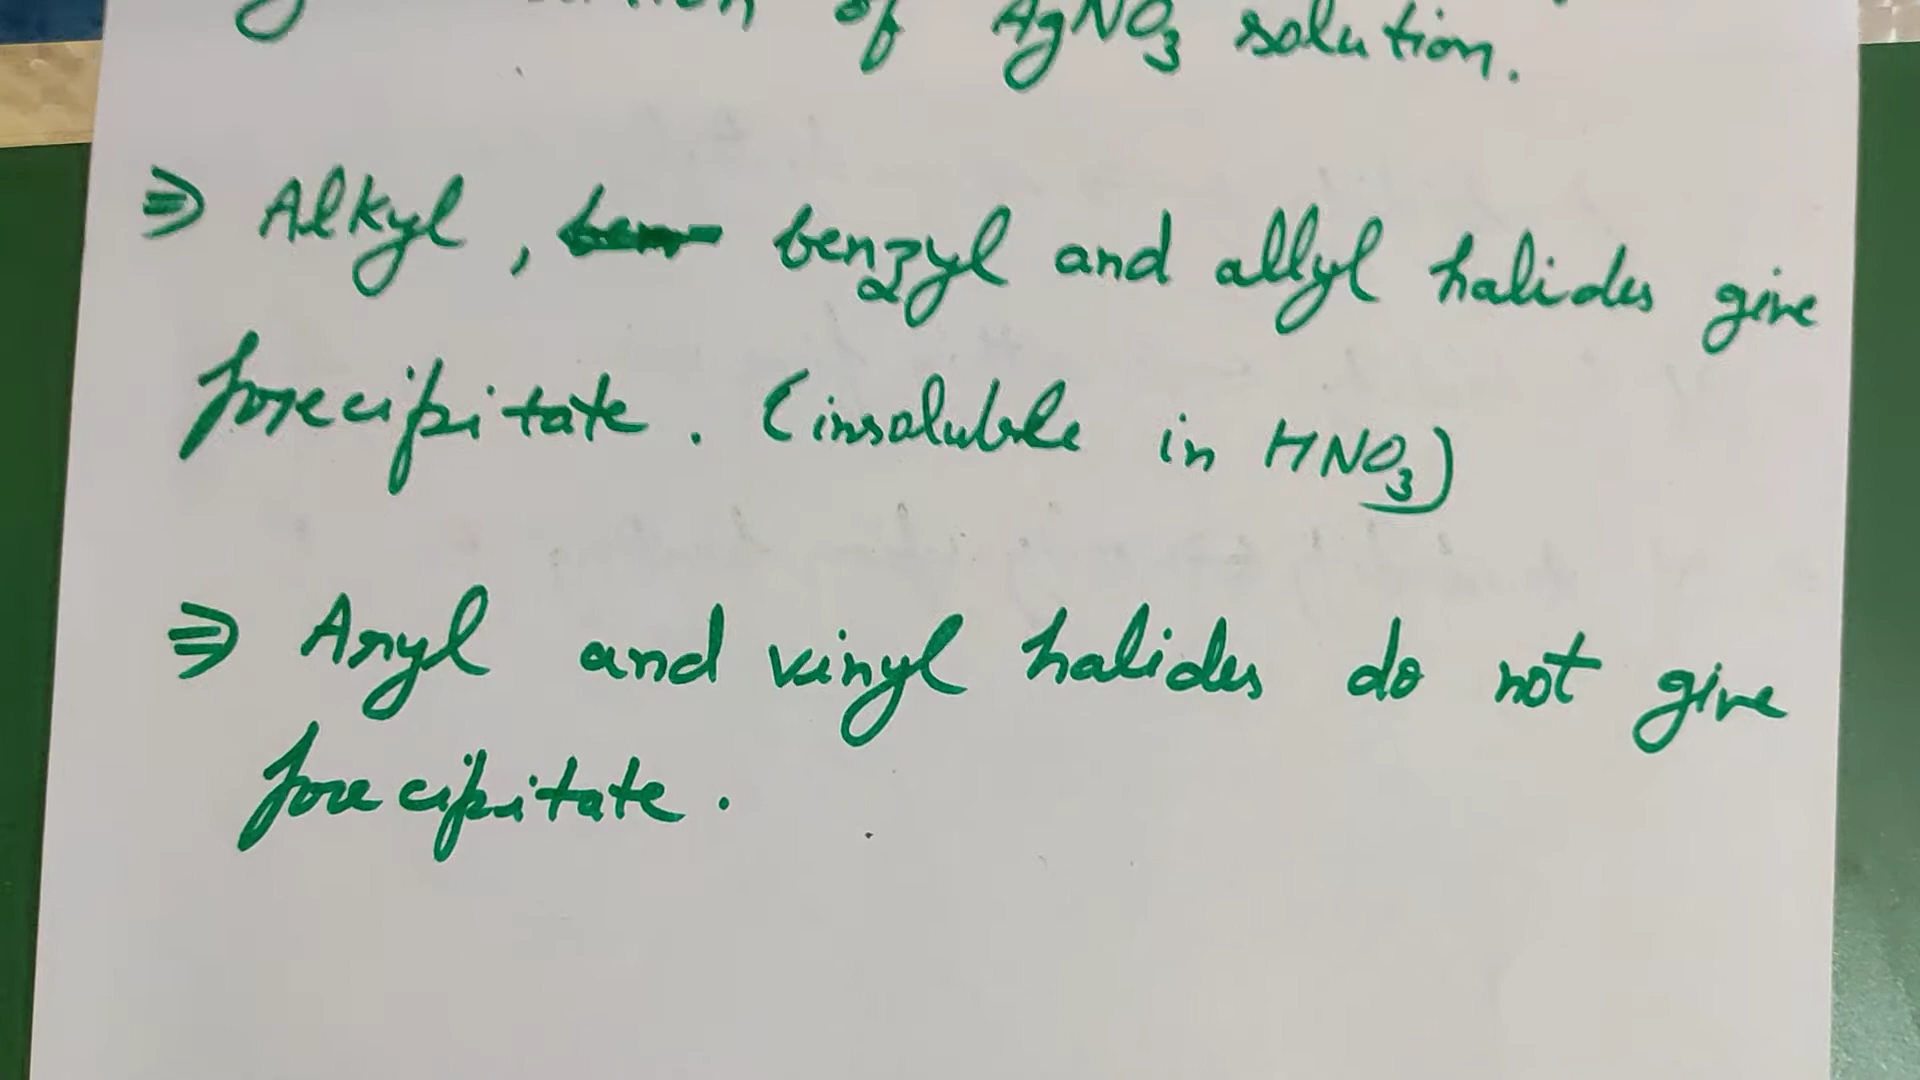 of AgNO₃ solution.
⇒ Alkyl, benzyl and allyl halides give
precipitate. (insoluble in HNO₃)
⇒ Aryl and vinyl halides do not give
precipitate.